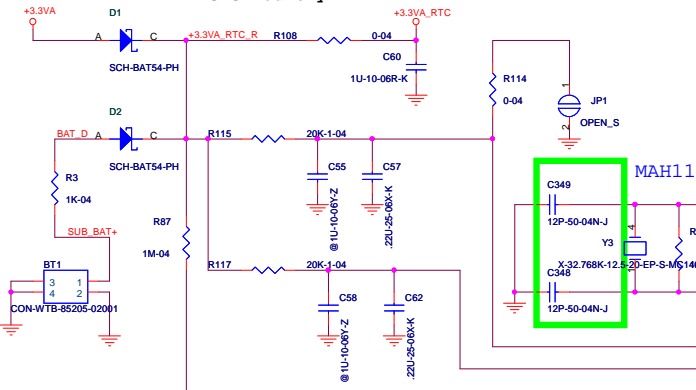 +3.3VA
D1
+3.3VA_RTC
A
C
+3.3VA_RTC_R
R108
0-04
SCH-BAT54-PH
C60
1U-10-06R-K
R114
0-04
1
JP1
2
OPEN_S
D2
BAT_D
A
C
R115
20K-1-04
SCH-BAT54-PH
C55
@1U-10-06Y-Z
C57
.22U-25-06X-K
R3
1K-04
MAH11
C349
12P-50-04N-J
R87
1M-04
SUB_BAT+
4
Y3
1
R
X-32.768K-12.5-20-EP-S-MC146
BT1
3
1
4
2
CON-WTB-85205-02001
R117
20K-1-04
C348
12P-50-04N-J
C58
@1U-10-06Y-Z
C62
.22U-25-06X-K